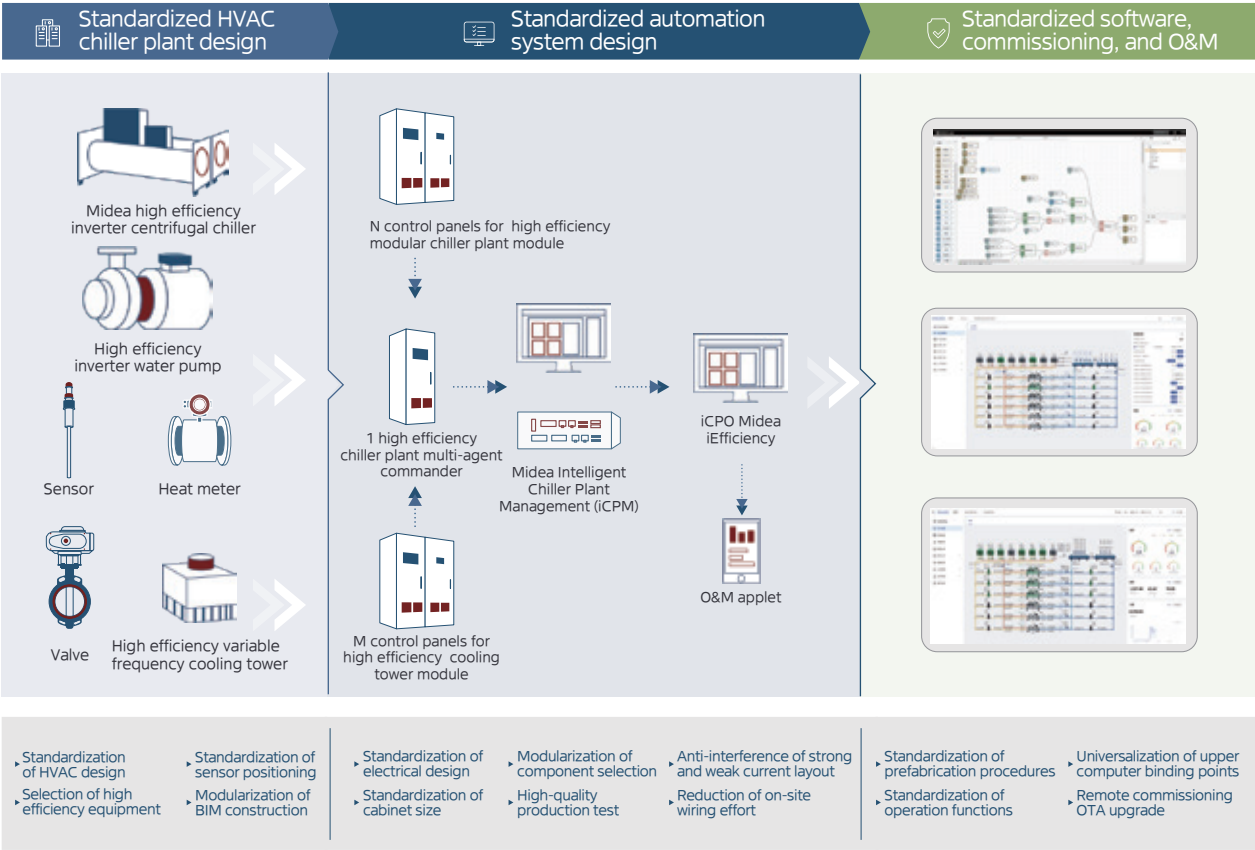 Standardized HVAC
chiller plant design
Standardized automation
system design
Standardized software,
commissioning, and O&M
Midea high efficiency
inverter centrifugal chiller
High efficiency
inverter water pump
Sensor
Heat meter
Valve
High efficiency variable
frequency cooling tower
N control panels for high efficiency
modular chiller plant module
1 high efficiency
chiller plant multi-agent
commander
Midea Intelligent
Chiller Plant
Management (iCPM)
iCPO Midea
iEfficiency
O&M applet
M control panels for
high efficiency cooling
tower module
Standardization
of HVAC design
Selection of high
efficiency equipment
Standardization of
sensor positioning
Modularization of
BIM construction
Standardization of
electrical design
Standardization of
cabinet size
Modularization of
component selection
High-quality
production test
Anti-interference of strong
and weak current layout
Reduction of on-site
wiring effort
Standardization of
prefabrication procedures
Standardization of
operation functions
Universalization of upper
computer binding points
Remote commissioning
OTA upgrade